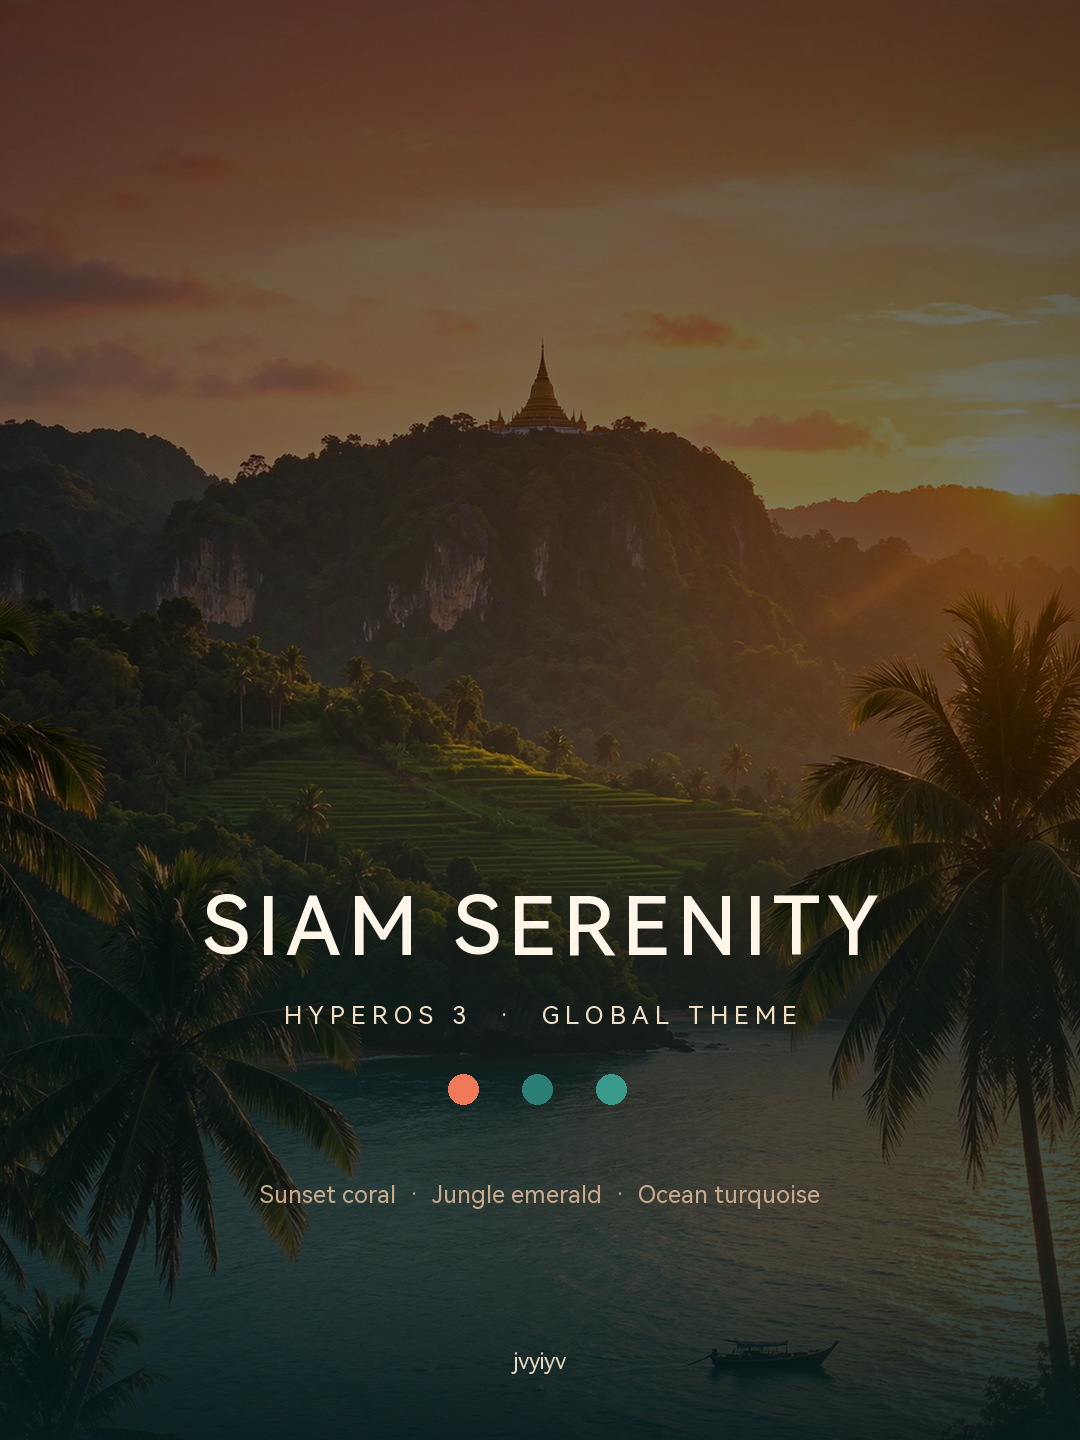 SIAM SERENITY
HYPEROS 3 · GLOBAL THEME
Sunset coral · Jungle emerald · Ocean turquoise
jvyiyv